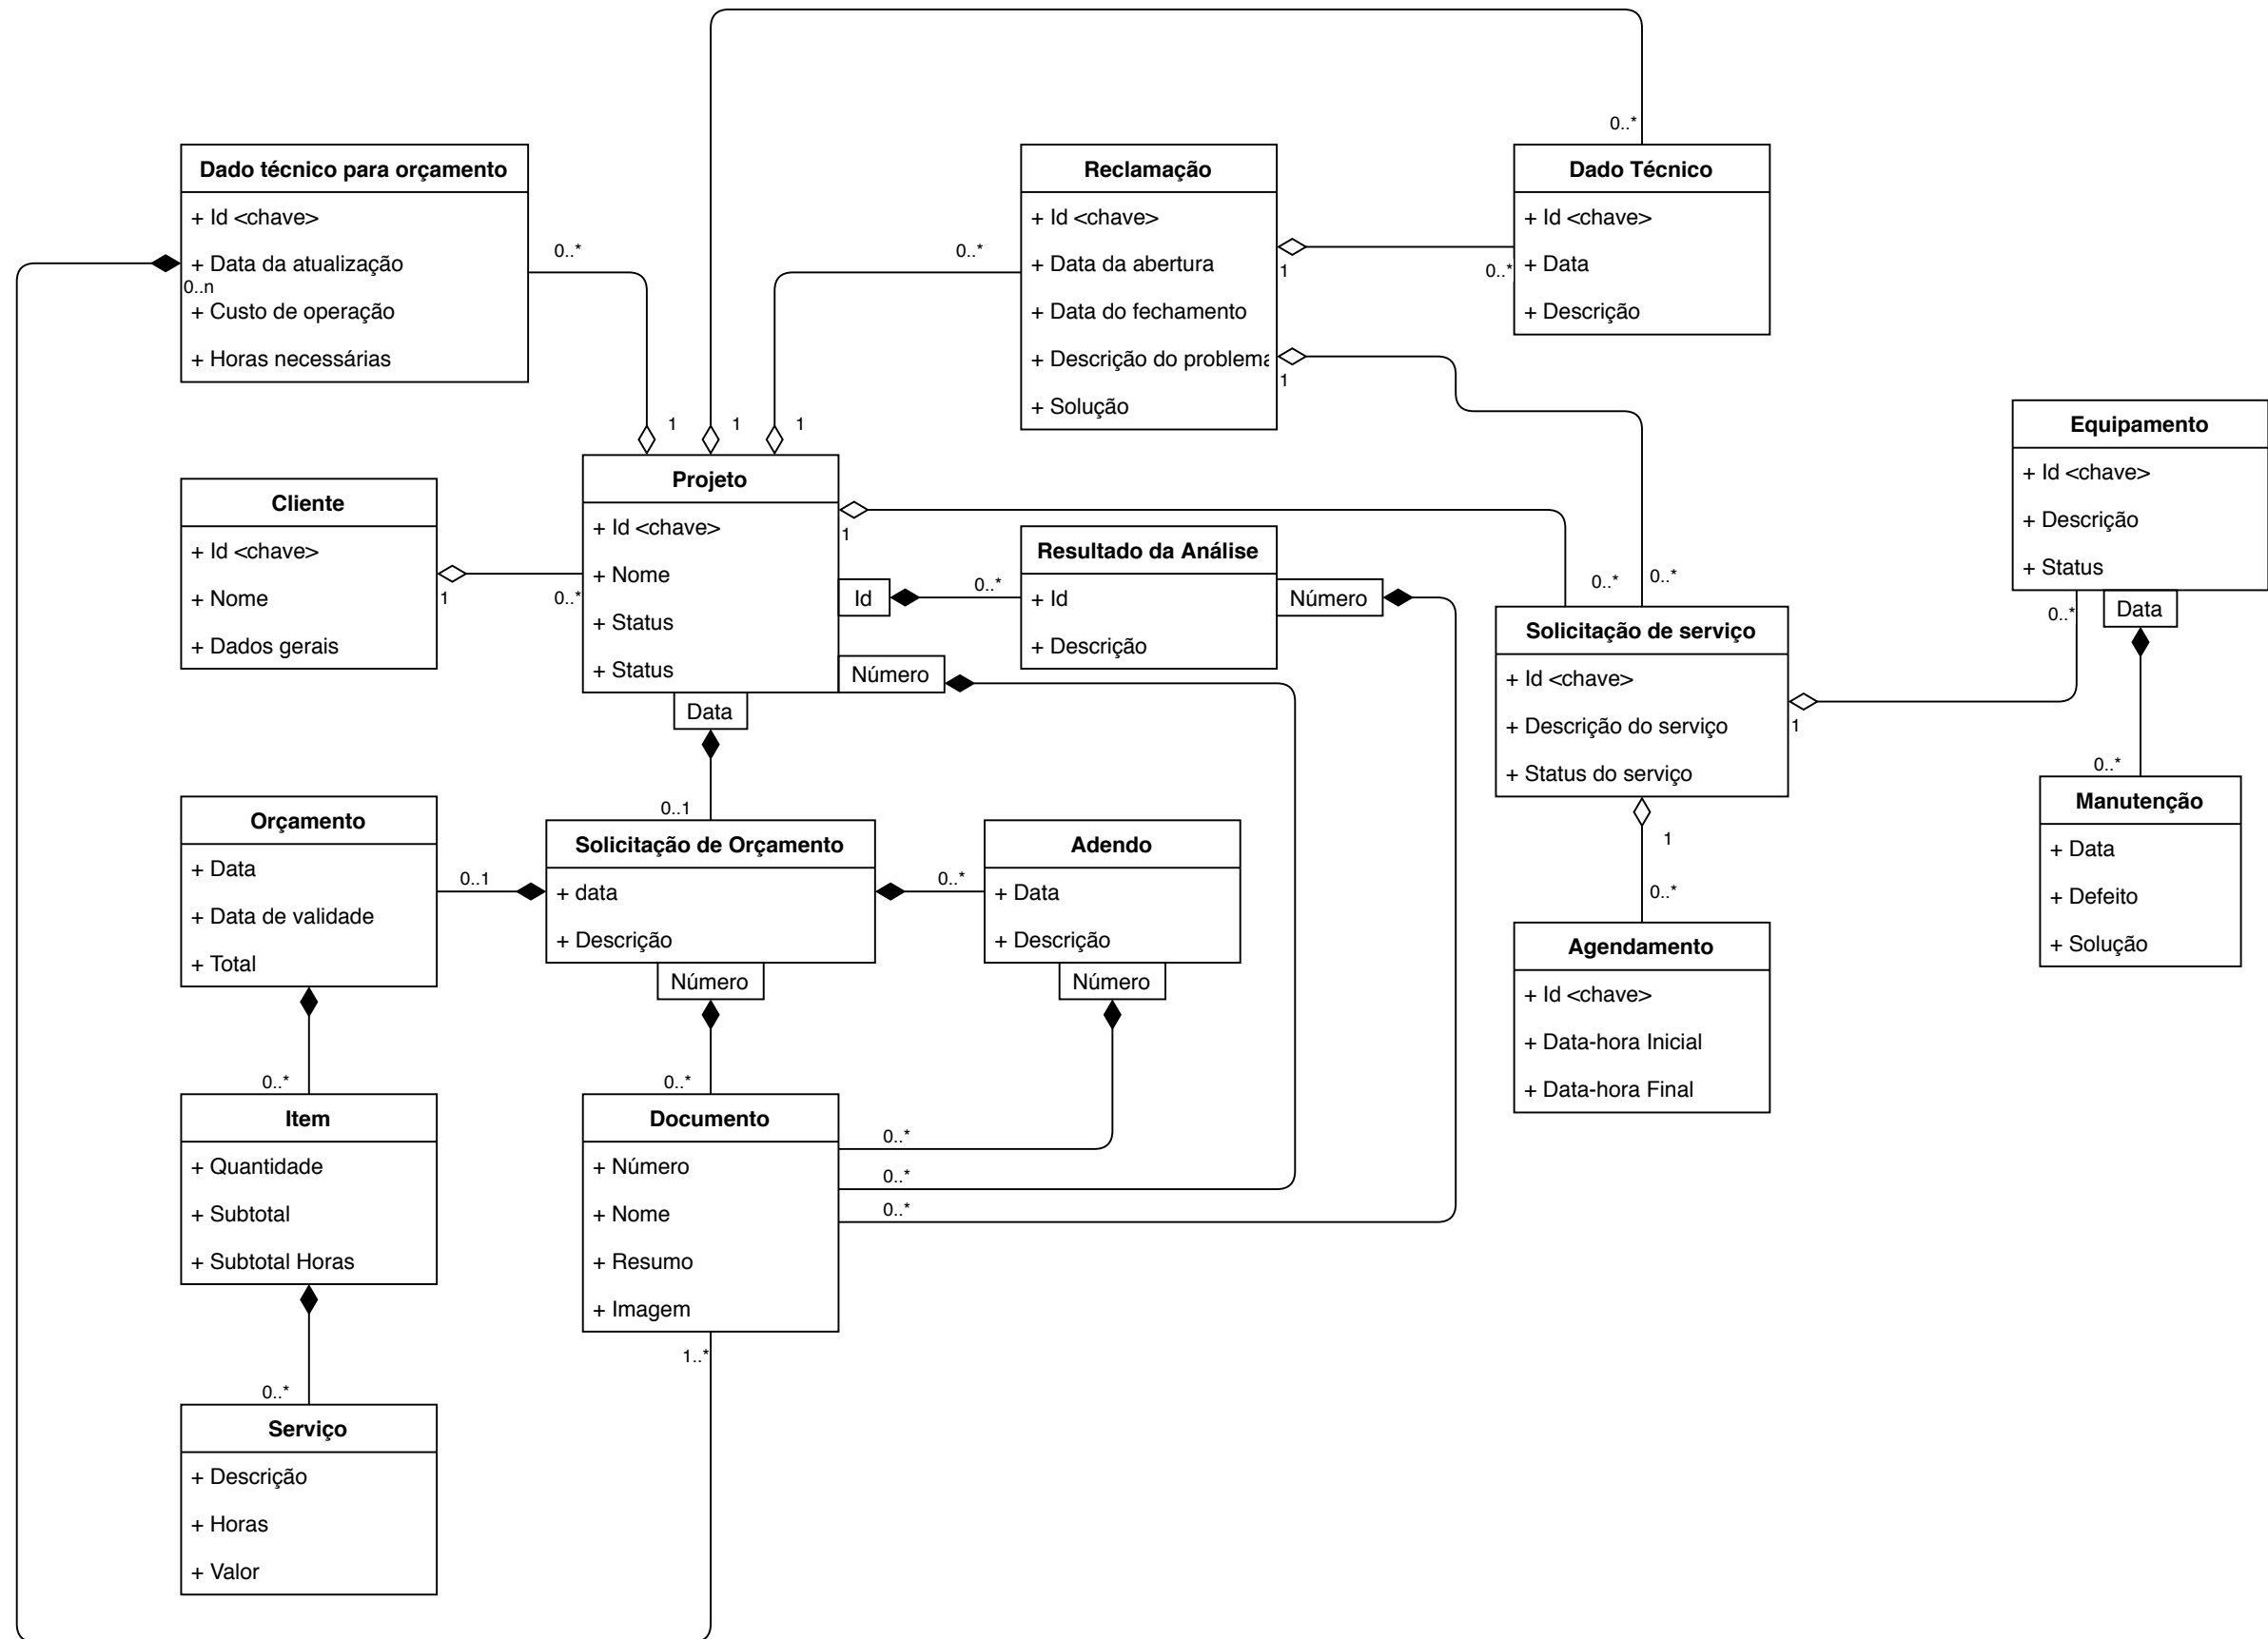 0..*
Dado técnico para orçamento
+ Id <chave>
+ Data da atualização
0..n
+ Custo de operação
+ Horas necessárias
0..*
Reclamação
+ Id <chave>
+ Data da abertura
+ Data do fechamento
+ Descrição do problema
+ Solução
0..*
1
0..*
1
Dado Técnico
+ Id <chave>
+ Data
+ Descrição
1
1
1
Equipamento
+ Id <chave>
+ Descrição
+ Status
Data
0..*
Cliente
+ Id <chave>
+ Nome
+ Dados gerais
1
0..*
Projeto
+ Id <chave>
+ Nome
+ Status
+ Status
1
Id
0..*
Número
Data
Resultado da Análise
+ Id
+ Descrição
Número
0..*
0..*
Solicitação de serviço
+ Id <chave>
+ Descrição do serviço
+ Status do serviço
1
0..*
Manutenção
+ Data
+ Defeito
+ Solução
0..1
Orçamento
+ Data
+ Data de validade
+ Total
0..1
Solicitação de Orçamento
+ data
+ Descrição
Número
0..*
Adendo
+ Data
+ Descrição
Número
1
0..*
Agendamento
+ Id <chave>
+ Data-hora Inicial
+ Data-hora Final
0..*
Item
+ Quantidade
+ Subtotal
+ Subtotal Horas
0..*
Documento
+ Número
+ Nome
+ Resumo
+ Imagem
0..*
0..*
0..*
1..*
0..*
Serviço
+ Descrição
+ Horas
+ Valor